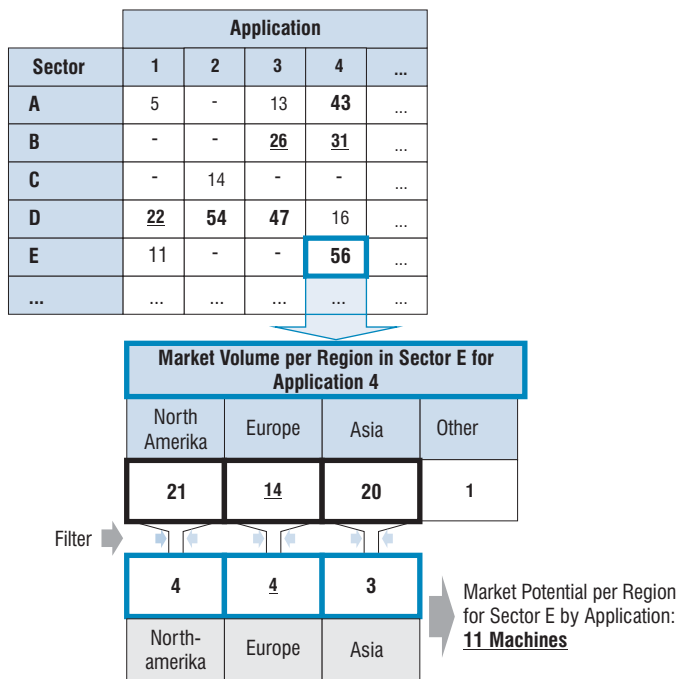 Application
Sector 1 2 3 4 ...
A 5 - 13 43 ...
B - - 26 31 ...
C - 14 - - ...
D 22 54 47 16 ...
E 11 - - 56 ...
... ... ... ... ... ...
Market Volume per Region in Sector E for
Application 4
North
Amerika
Europe
Asia
Other
21 14 20 1
Filter
4 4 3
North-
amerika
Europe
Asia
Market Potential per Region
for Sector E by Application:
11 Machines